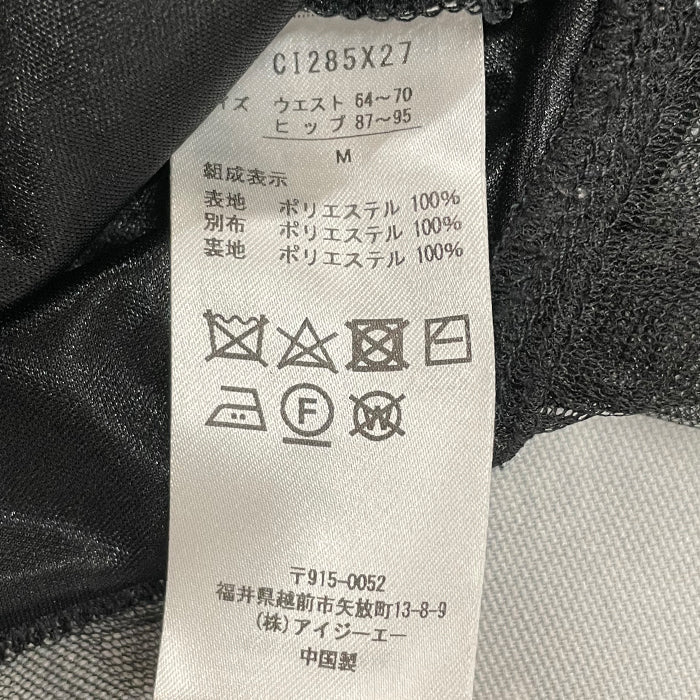 CI285X27
イズ ウエスト 64〜70
ヒップ 87〜95
M
組成表示
表地 ポリエステル 100%
別布 ポリエステル 100%
裏地 ポリエステル 100%
F
W
〒915-0052
福井県越前市矢放町13-8-9
(株)アイジーエー
中国製